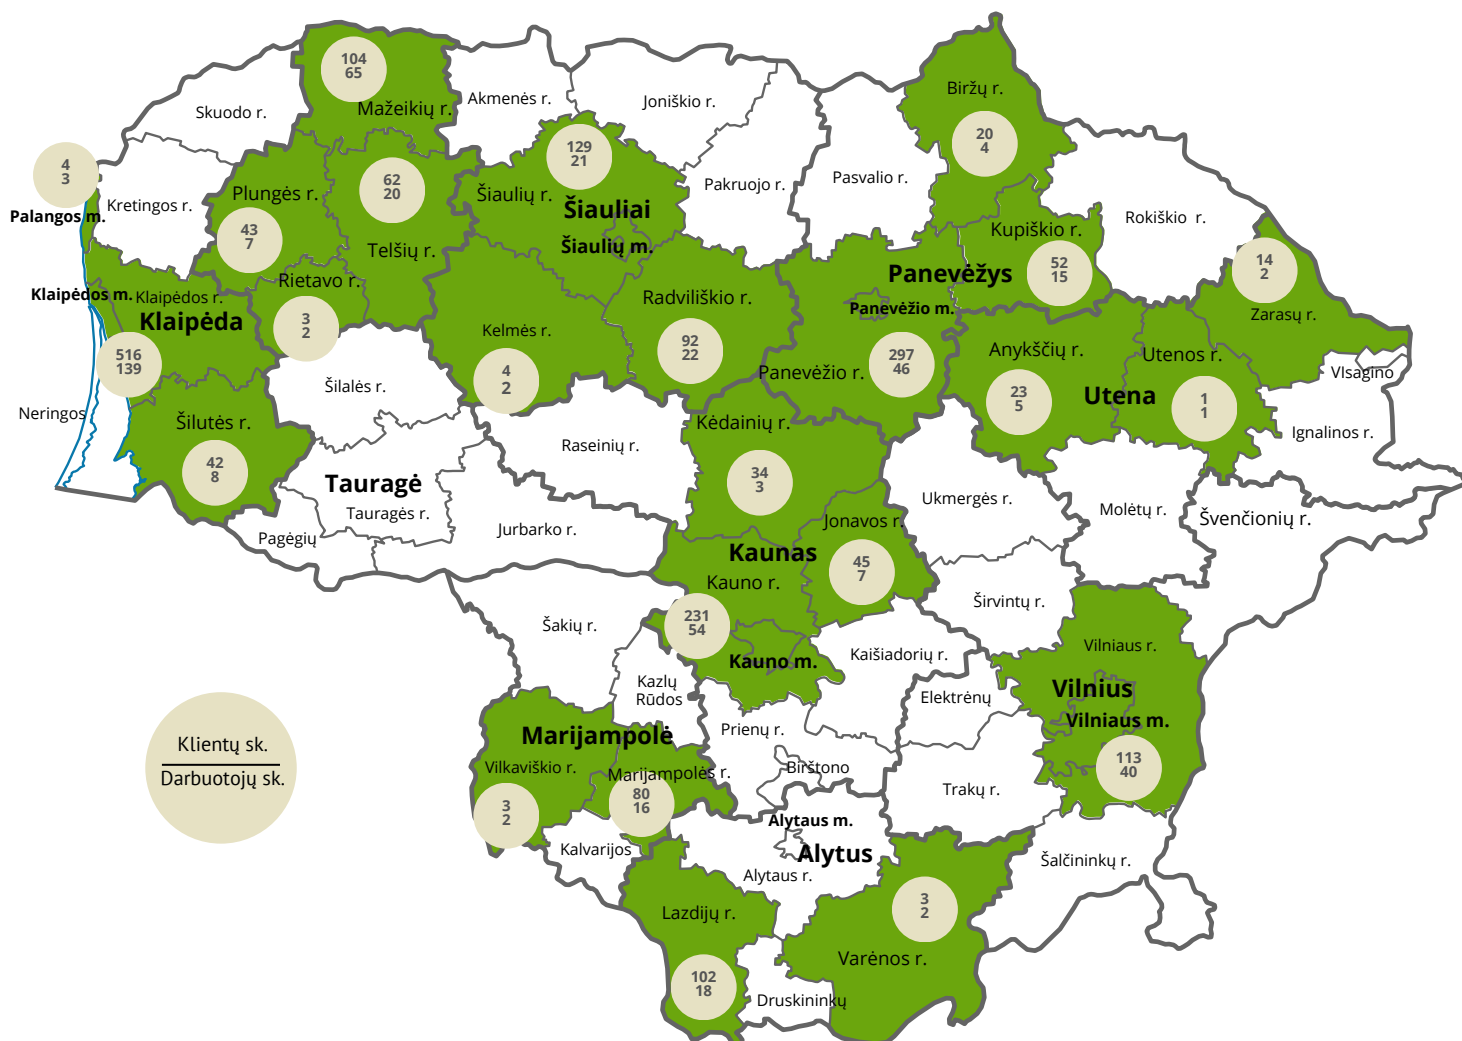 104
65
Mažeikių r.
Skuodo r.
Akmenės r.
Joniškio r.
Biržų r.
20
4
129
21
4
3
Palangos m.
Kretingos r.
Plungės r.
43
7
62
20
Telšių r.
Šiaulių r.
Šiauliai
Šiaulių m.
Pakruojo r.
Pasvalio r.
Rokiškio r.
Kupiškio r.
52
15
14
2
Zarasų r.
Panevėžys
Panevėžio m.
Klaipėdos m.
Klaipėdos r.
Klaipėda
516
139
Rietavo r.
3
2
Radviliškio r.
92
22
Kelmės r.
4
2
Panevėžio r.
297
46
Anykščių r.
23
5
Utenos r.
Utena
1
1
VIsagino
Ignalinos r.
Neringos
Šilutės r.
42
8
Šilalės r.
Raseinių r.
Kėdainių r.
34
3
Tauragė
Tauragės r.
Pagėgių
Jurbarko r.
Ukmergės r.
Molėtų r.
Švenčionių r.
Jonavos r.
45
7
Kaunas
Kauno r.
231
54
Kauno m.
Širvintų r.
Šakių r.
Kaišiadorių r.
Vilniaus r.
Vilnius
Vilniaus m.
113
40
Kazlų
Rūdos
Elektrėnų
Prienų r.
Birštono
Trakų r.
Klientų sk.
Darbuotojų sk.
Marijampolė
Vilkaviškio r.
3
2
Marijampolės r.
80
16
Kalvarijos
Alytaus m.
Alytus
Alytaus r.
Šalčininkų r.
Lazdijų r.
102
18
3
2
Varėnos r.
Druskininkų